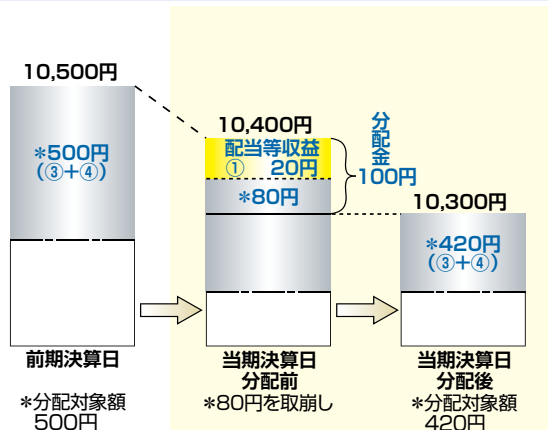 10,500円
*500円
(③+④)
前期決算日
*分配対象額
500円
10,400円
配当等収益
① 20円
*80円
分配金
100円
当期決算日
分配前
*80円を取崩し
10,300円
*420円
(③+④)
当期決算日
分配後
*分配対象額
420円